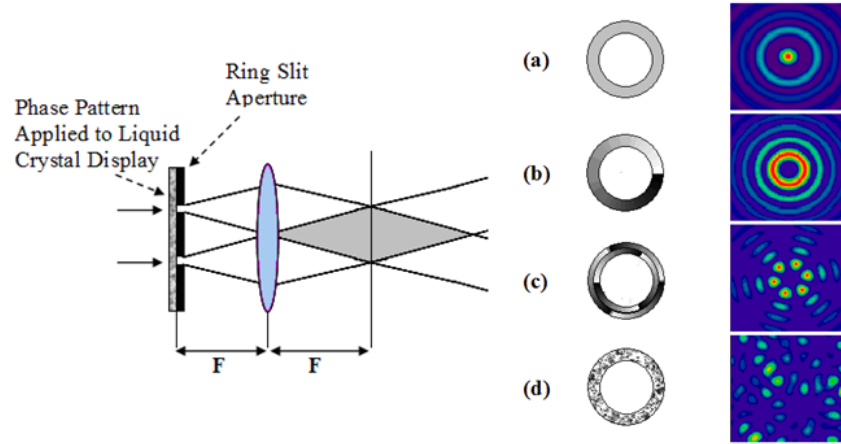 Ring Slit
Aperture
Phase Pattern
Applied to Liquid
Crystal Display
F
F
(a)
(b)
(c)
(d)